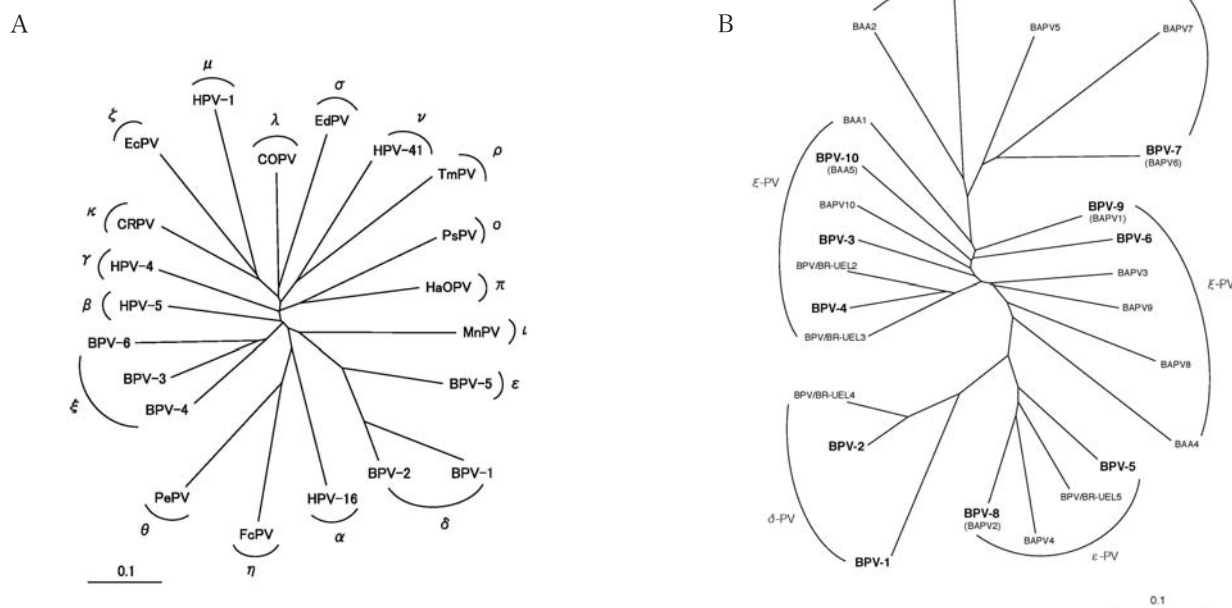 A
μ
HPV-1
ξ
EcPV
λ
COPV
σ
EdPV
ν
HPV-41
ρ
TmPV
κ
CRPV
ο
PsPV
γ
HPV-4
π
HaOPV
β
HPV-5
ι
MnPV
BPV-6
BPV-3
ε
BPV-5
ξ
BPV-4
BPV-2
BPV-1
δ
PePV
θ
HPV-16
α
FcPV
η
0.1
B
BAA2
BAPV5
BAPV7
BAA1
BPV-7
(BAPV6)
BPV-10
(BAA5)
ξ-PV
BAPV10
BPV-9
(BAPV1)
BPV-3
BPV-6
BPV/BR-UEL2
BAPV3
ξ-PV
BPV-4
BAPV9
BPV/BR-UEL3
BAPV8
BPV/BR-UEL4
BPV-2
BAA4
BPV-5
BPV/BR-UEL5
δ-PV
BPV-8
(BAPV2)
BAPV4
ε-PV
BPV-1
0.1